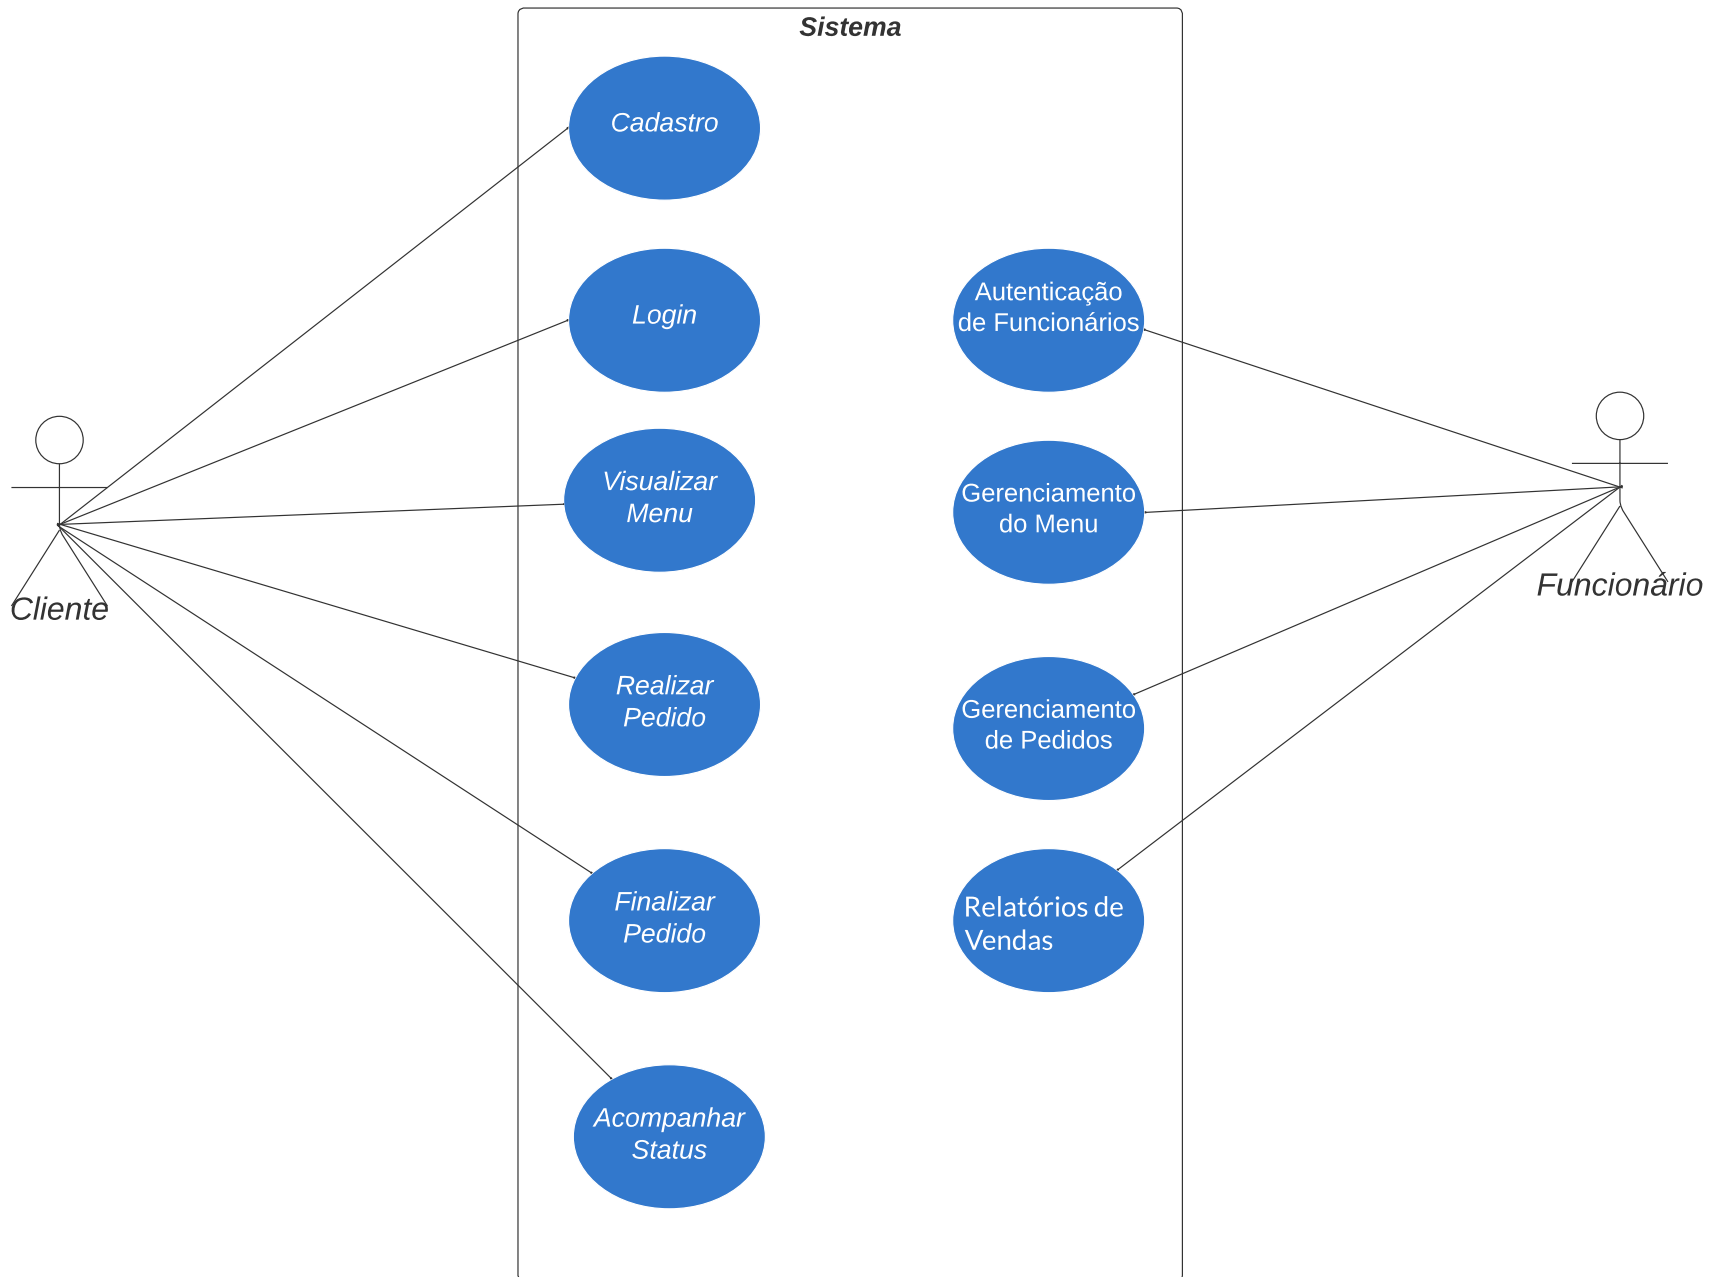 Sistema
Cadastro
Login
Visualizar
Menu
Realizar
Pedido
Finalizar
Pedido
Acompanhar
Status
Autenticação
de Funcionários
Gerenciamento
do Menu
Gerenciamento
de Pedidos
Relatórios de
Vendas
Cliente
Funcionário